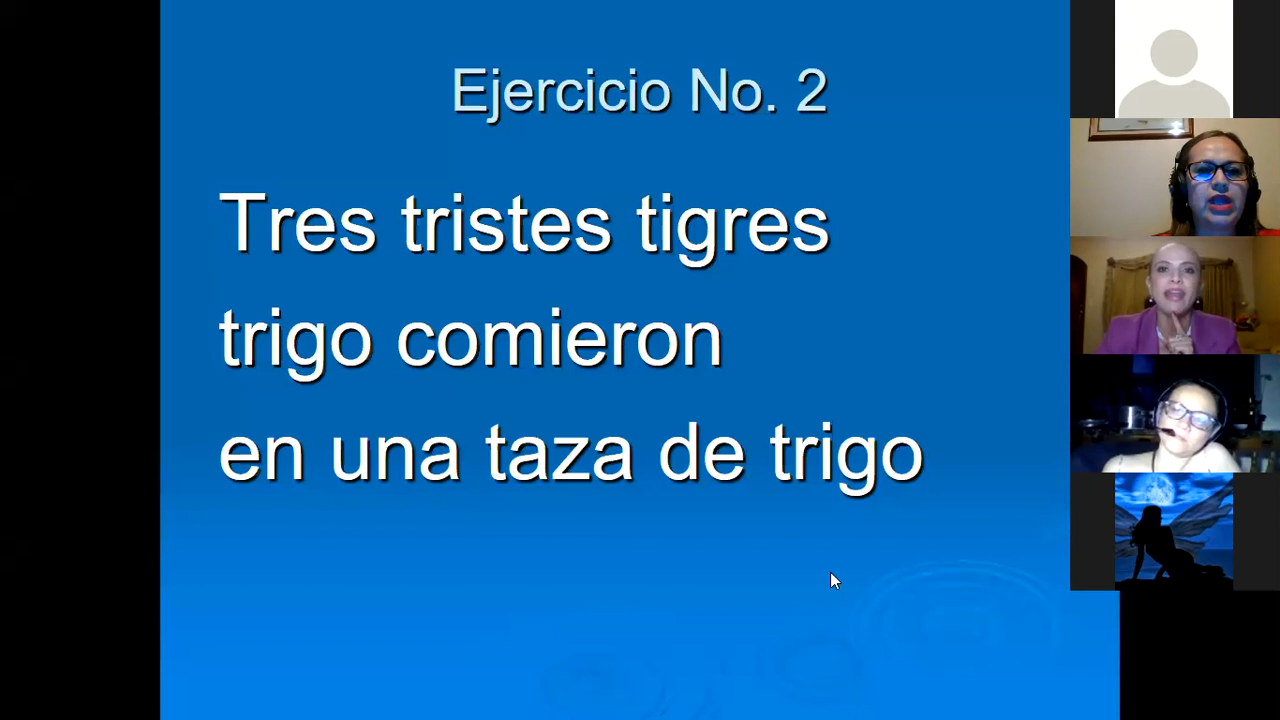 Ejercicio No. 2
Tres tristes tigres
trigo comieron
en una taza de trigo